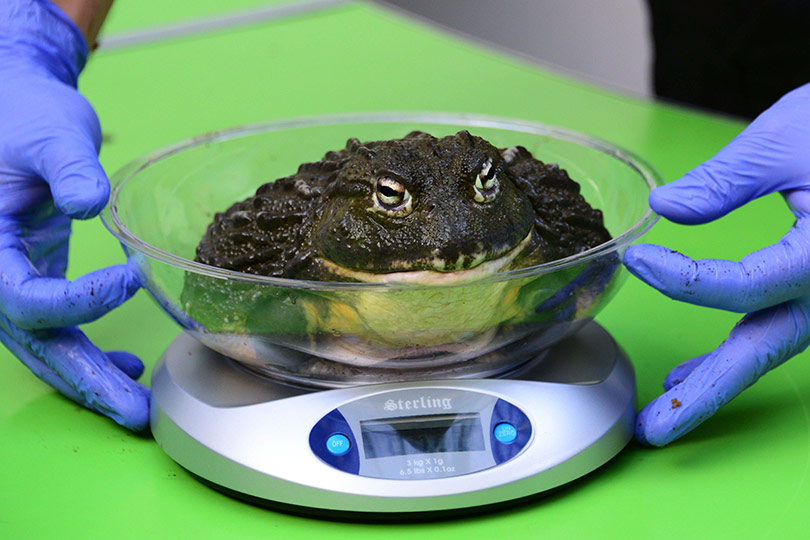 Sterling
OFF
ZERO
3 kg X 1g
6.5 lbs X 0.1oz